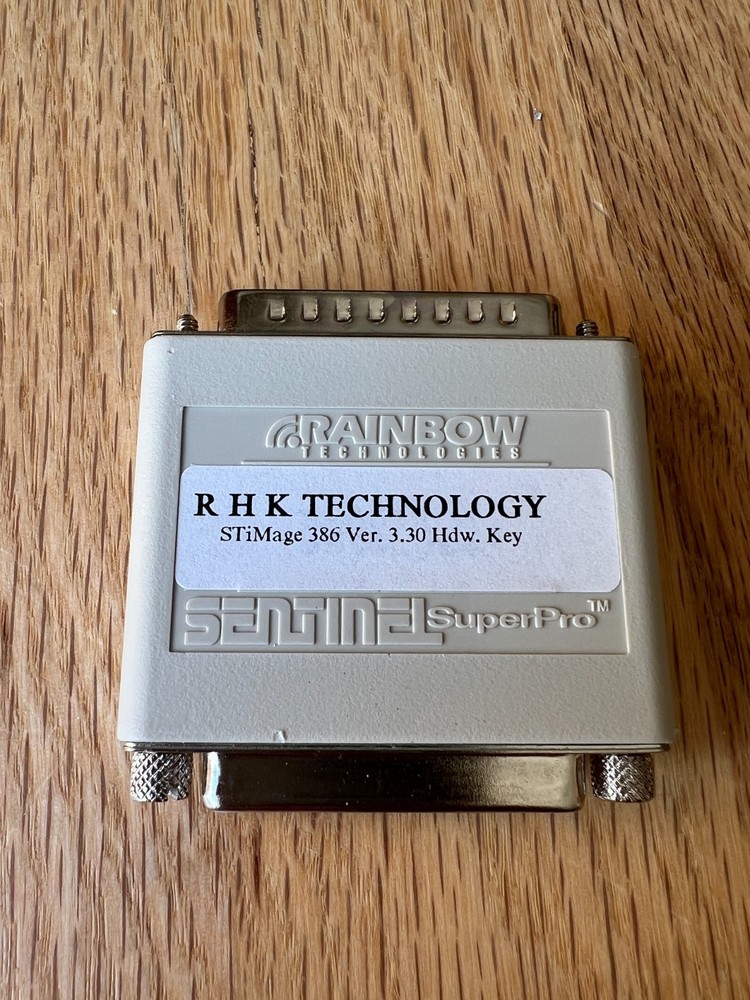 RAINBOW
TECHNOLOGIES
R H K TECHNOLOGY
STiMage 386 Ver. 3.30 Hdw. Key
SENTINEL SuperPro™